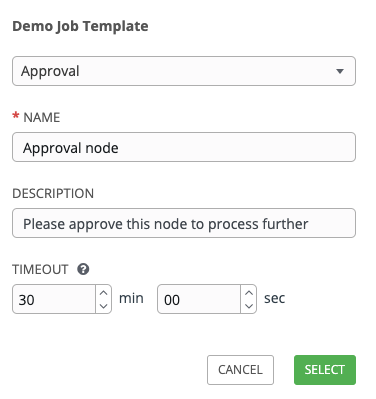 Demo Job Template
Approval
* NAME
Approval node
DESCRIPTION
Please approve this node to process further
TIMEOUT ?
30 min 00 sec
CANCEL SELECT